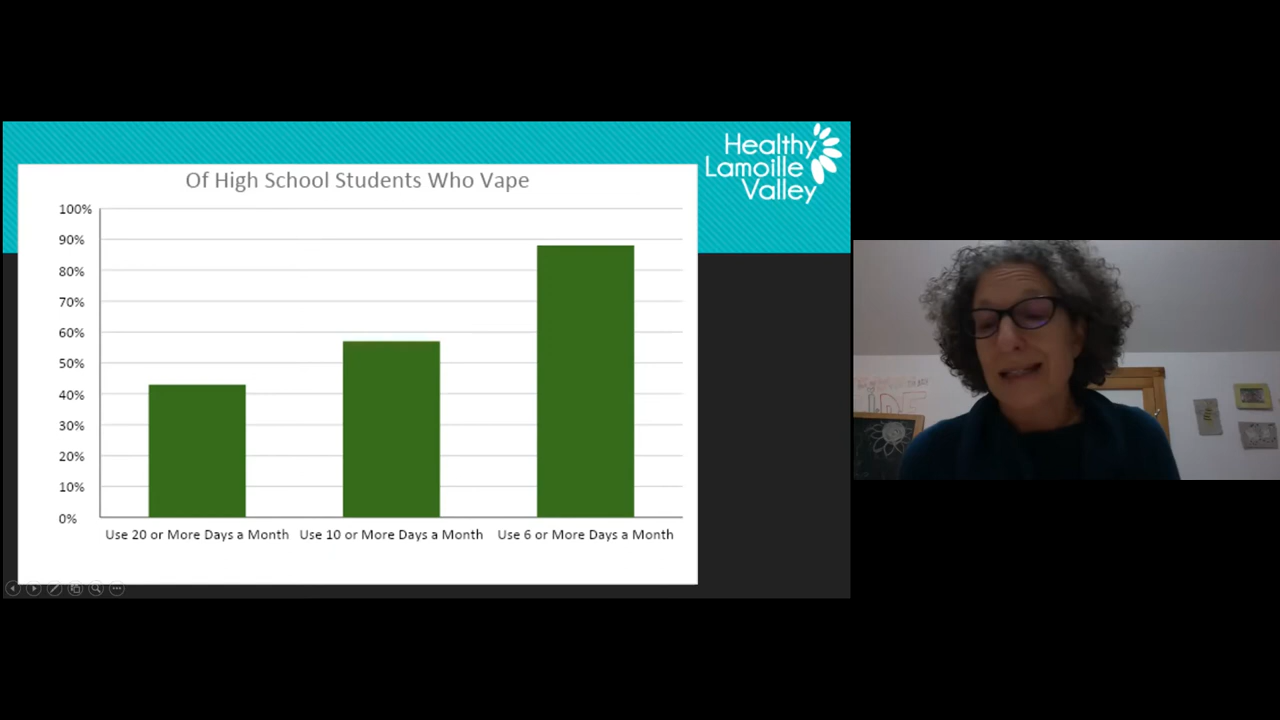 Healthy
Lamoille
Valley
Of High School Students Who Vape
100%
90%
80%
70%
60%
50%
40%
30%
20%
10%
0%
Use 20 or More Days a Month
Use 10 or More Days a Month
Use 6 or More Days a Month